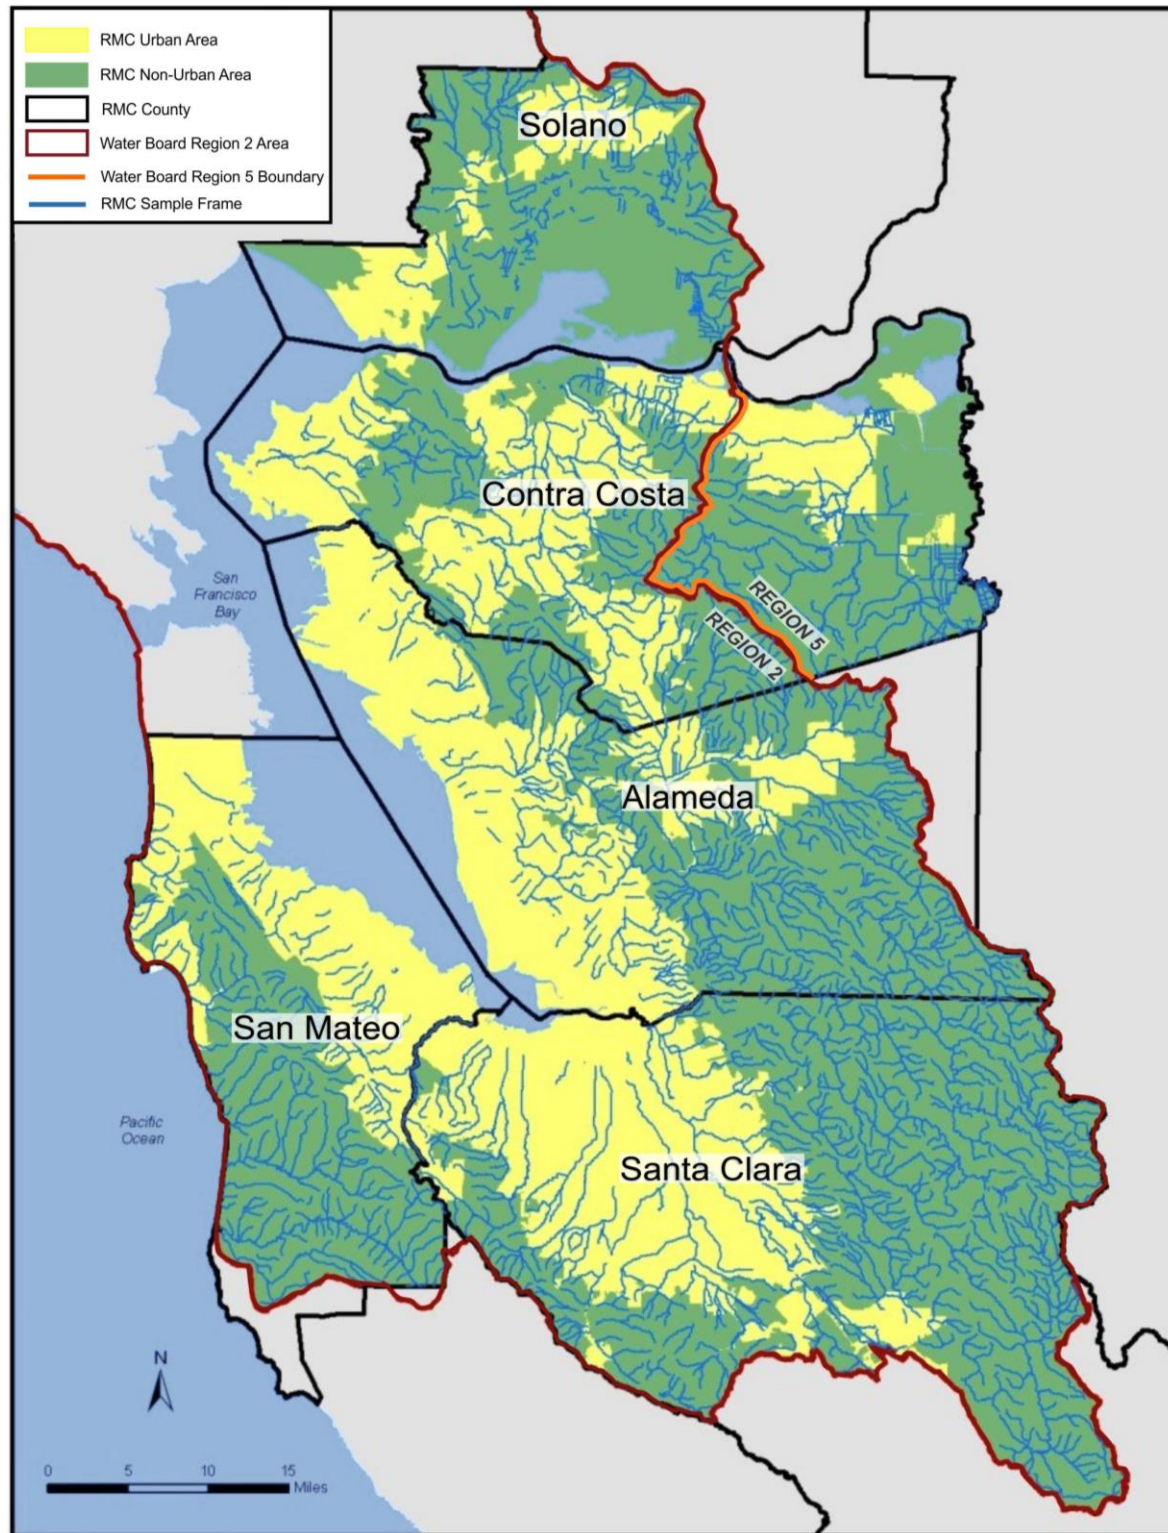 RMC Urban Area
RMC Non-Urban Area
RMC County
Water Board Region 2 Area
Water Board Region 5 Boundary
RMC Sample Frame
Solano
Contra Costa
San
Francisco
Bay
REGION 5
REGION 2
Alameda
San Mateo
Pacific
Ocean
Santa Clara
N
0 5 10 15
Miles